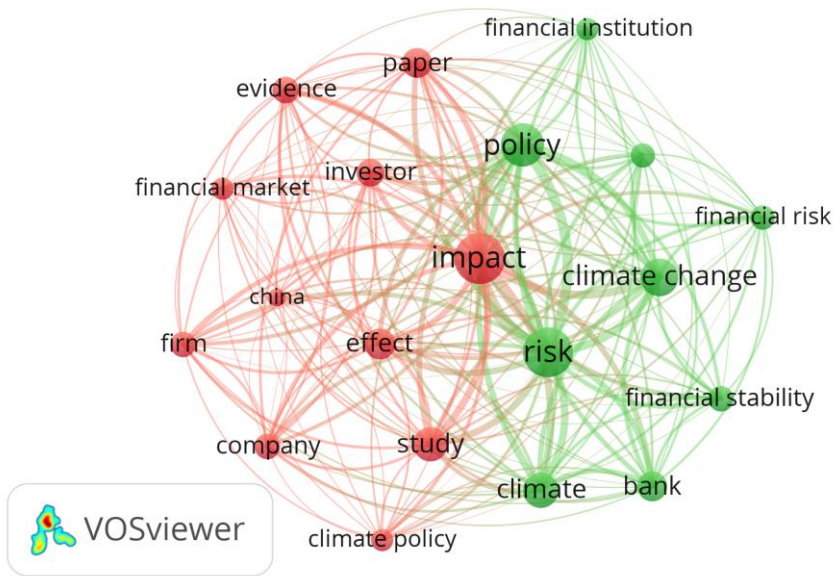 financial institution
paper
evidence
policy
investor
financial market
financial risk
impact
climate change
china
firm
effect
risk
financial stability
company
study
climate
bank
climate policy
VOSviewer